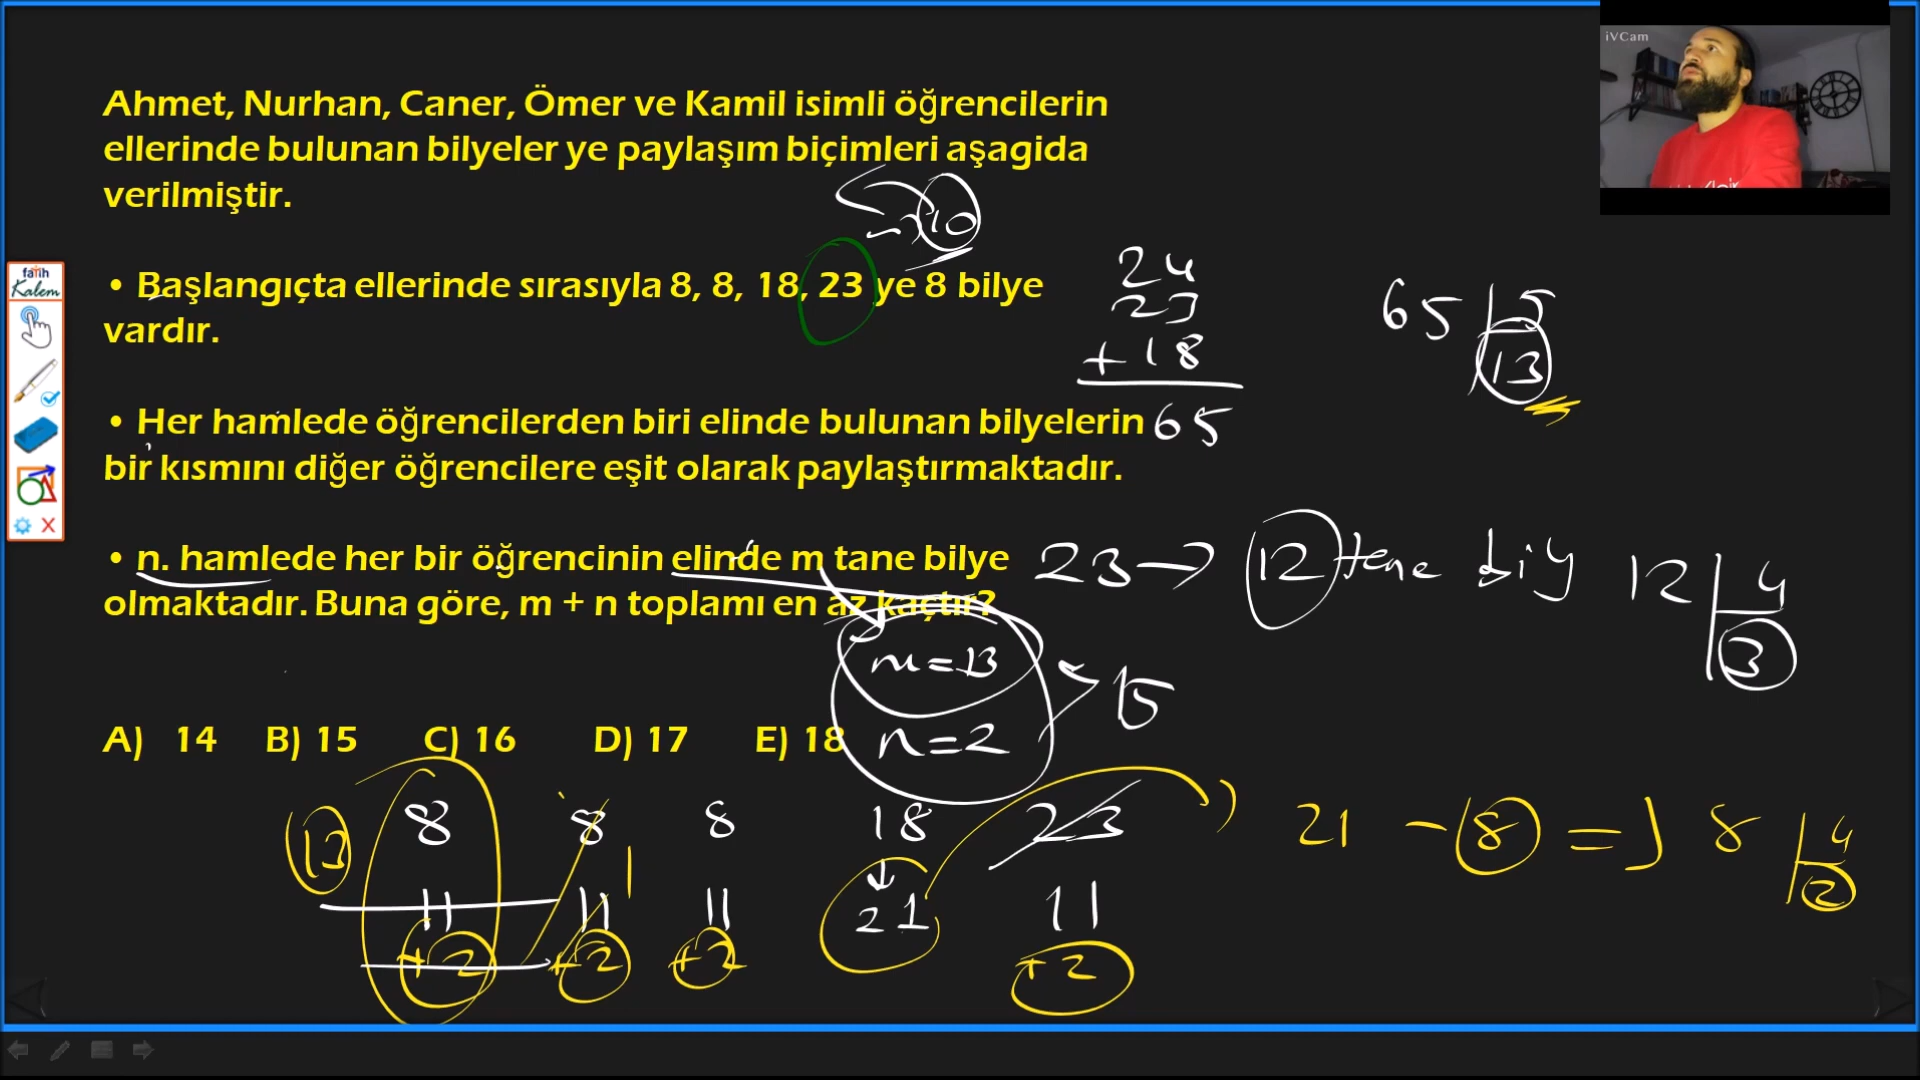 iVCam
Ahmet, Nurhan, Caner, Ömer ve Kamil isimli öğrencilerin
ellerinde bulunan bilyeler ye paylaşım biçimleri aşagida
verilmiştir.
10
fatih
Kalem
• Başlangıçta ellerinde sırasıyla 8, 8, 18, 23 ye 8 bilye
vardır.
24
23
+ 18
65
65 | 5
13
• Her hamlede öğrencilerden biri elinde bulunan bilyelerin
bir kısmını diğer öğrencilere eşit olarak paylaştırmaktadır.
• n. hamlede her bir öğrencinin elinde m tane bilye
olmaktadır. Buna göre, m + n toplamı en az kaçtır?
23 → 12 tane biy
12 | 4
3
m = 13
n = 2
15
A) 14 B) 15 C) 16 D) 17 E) 18
13
8 8 8 18 23
11 11 11 21 11
+2 +2 +2 +2
21 - 8 =
8 | 4
2